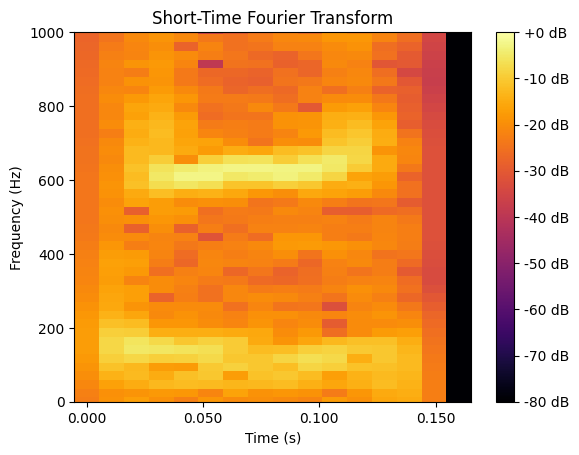 Short-Time Fourier Transform
1000
800
600
400
200
0
Frequency (Hz)
0.000
0.050
0.100
0.150
Time (s)
+0 dB
-10 dB
-20 dB
-30 dB
-40 dB
-50 dB
-60 dB
-70 dB
-80 dB